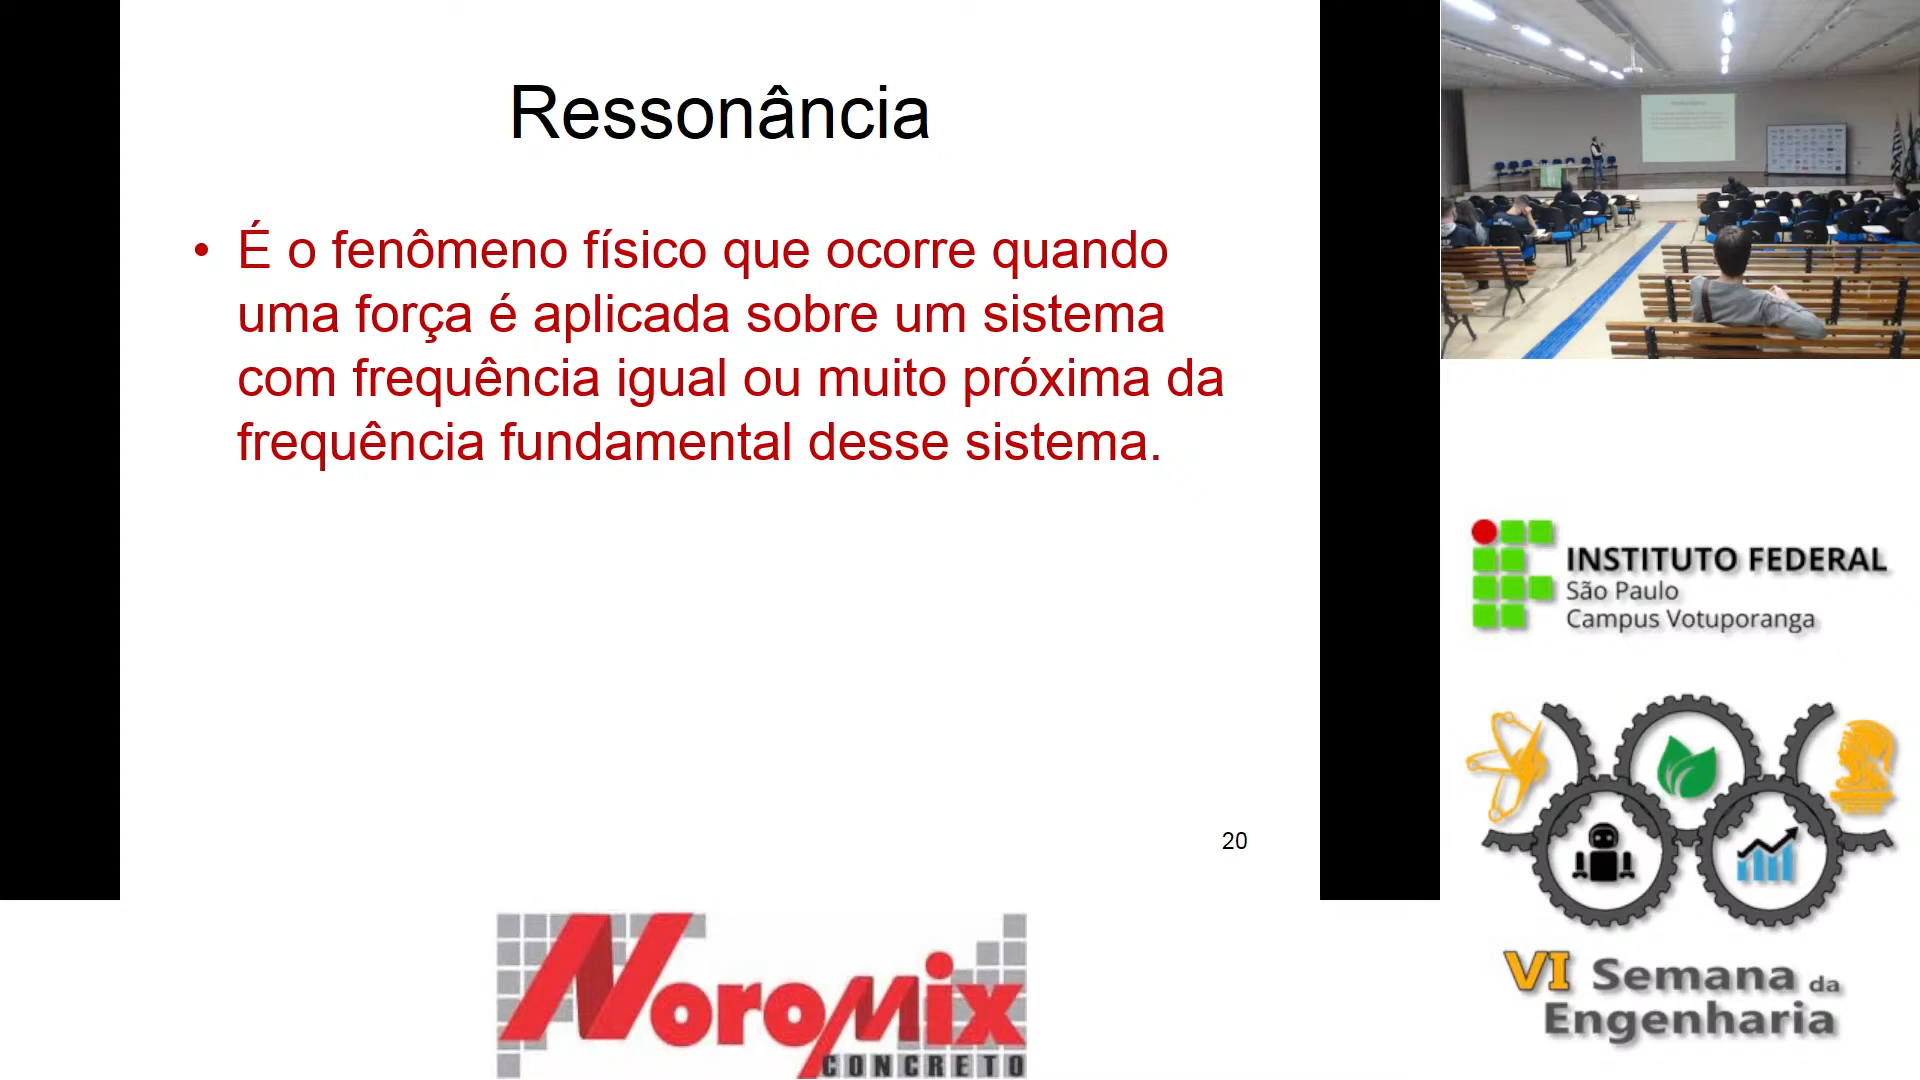 Ressonância
• É o fenômeno físico que ocorre quando
uma força é aplicada sobre um sistema
com frequência igual ou muito próxima da
frequência fundamental desse sistema.
20
INSTITUTO FEDERAL
São Paulo
Campus Votuporanga
VI Semana da
Engenharia
Noromix
CONCRETO